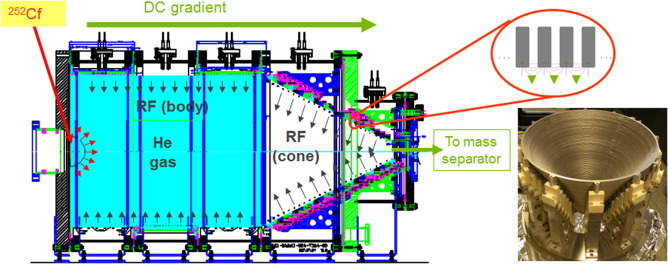 ²⁵²Cf
DC gradient
RF (body)
He
gas
RF
(cone)
To mass
separator